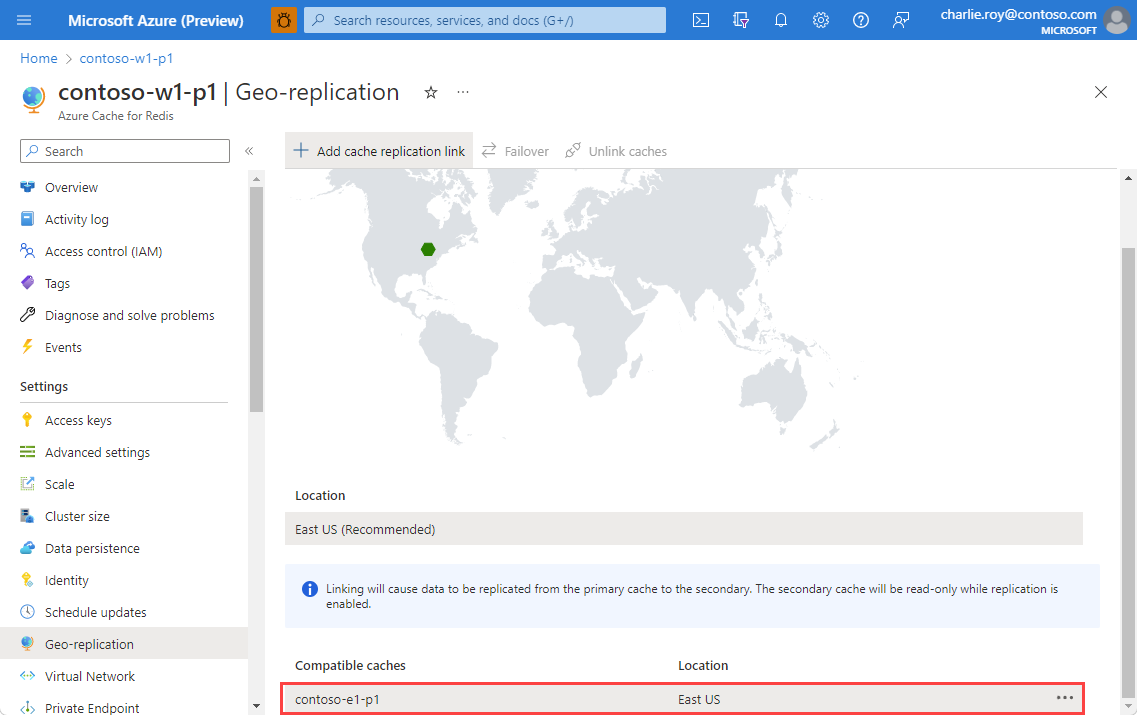 Microsoft Azure (Preview)
Search resources, services, and docs (G+/)
charlie.roy@contoso.com
MICROSOFT
Home > contoso-w1-p1
contoso-w1-p1 | Geo-replication
Azure Cache for Redis
Search
Overview
Activity log
Access control (IAM)
Tags
Diagnose and solve problems
Events
Settings
Access keys
Advanced settings
Scale
Cluster size
Data persistence
Identity
Schedule updates
Geo-replication
Virtual Network
Private Endpoint
Add cache replication link
Failover
Unlink caches
Location
East US (Recommended)
Linking will cause data to be replicated from the primary cache to the secondary. The secondary cache will be read-only while replication is
enabled.
Compatible caches
Location
contoso-e1-p1
East US